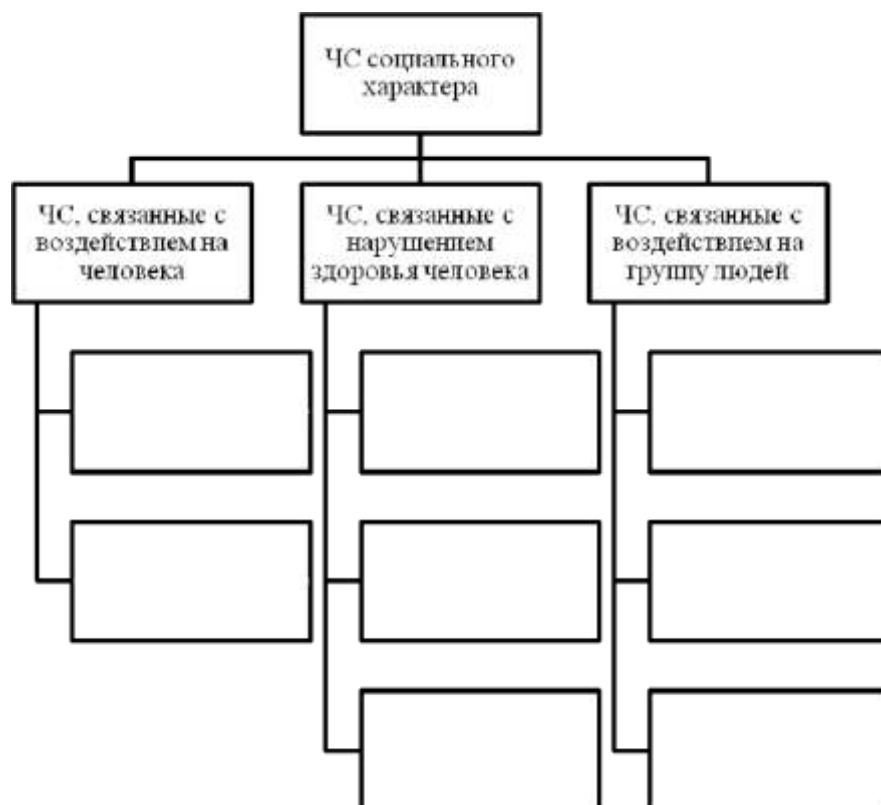 ЧС социального
характера
ЧС, связанные с
воздействием на
человека
ЧС, связанные с
нарушением
здоровья человека
ЧС, связанные с
воздействием на
группу людей